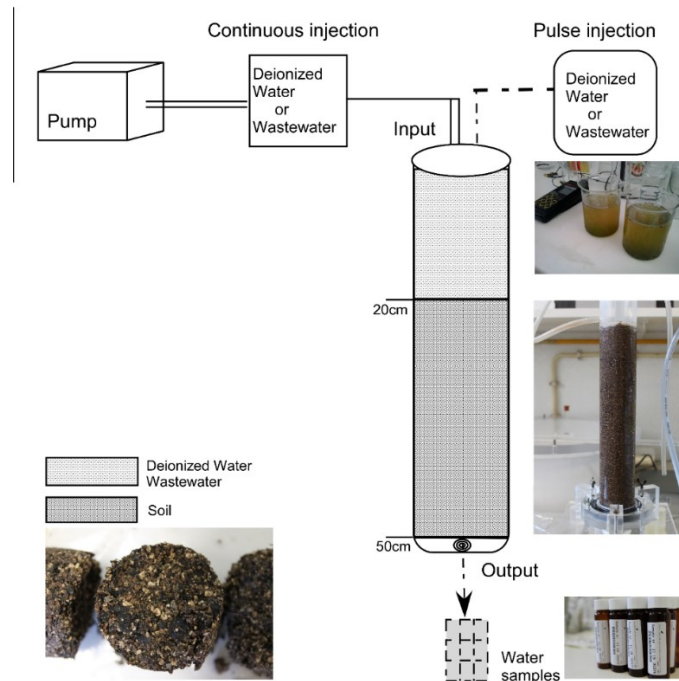 Continuous injection
Pulse injection
Pump
Deionized
Water
or
Wastewater
Deionized
Water
or
Wastewater
Input
20cm
Deionized Water
Wastewater
Soil
50cm
Output
Water
samples